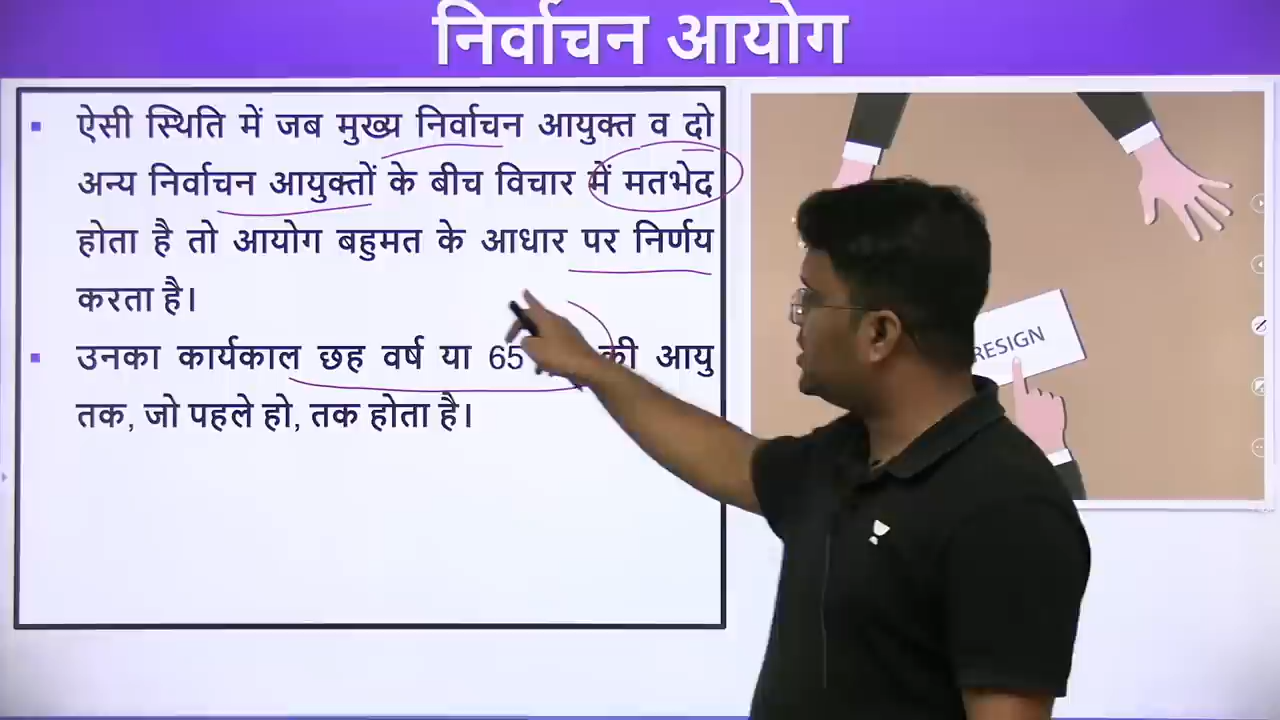 निर्वाचन आयोग
ऐसी स्थिति में जब मुख्य निर्वाचन आयुक्त व दो
अन्य निर्वाचन आयुक्तों के बीच विचार में मतभेद
होता है तो आयोग बहुमत के आधार पर निर्णय
करता है।
उनका कार्यकाल छह वर्ष या 65 की आयु
तक, जो पहले हो, तक होता है।
RESIGN